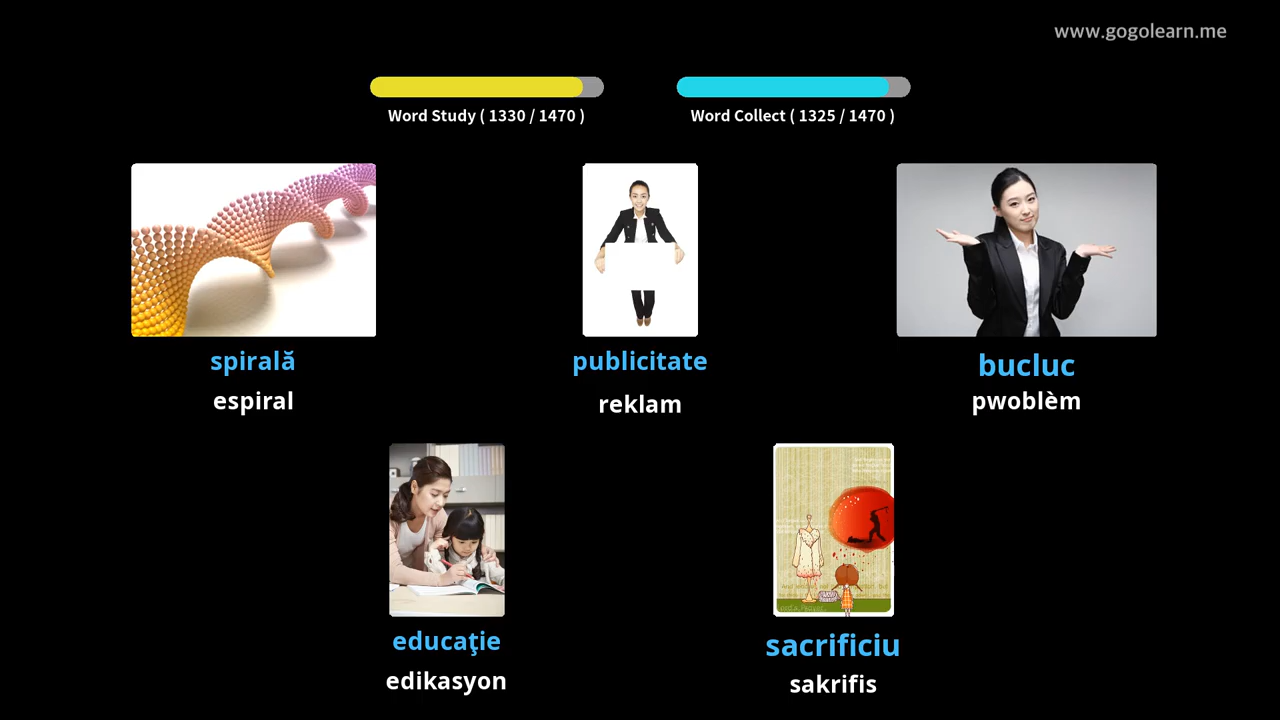 www.gogolearn.me
Word Study ( 1330 / 1470 )
Word Collect ( 1325 / 1470 )
spirală
publicitate
bucluc
espiral
reklam
pwoblèm
educaţie
sacrificiu
edikasyon
sakrifis